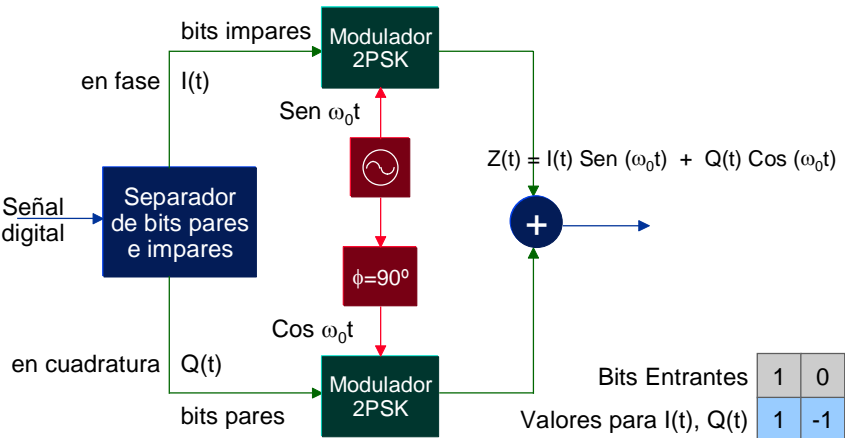 bits impares
Modulador
2PSK
en fase
I(t)
Sen ω₀t
Z(t) = I(t) Sen (ω₀t) + Q(t) Cos (ω₀t)
Señal
digital
Separador
de bits pares
e impares
+
ϕ=90º
Cos ω₀t
en cuadratura
Q(t)
Modulador
2PSK
bits pares
Bits Entrantes 1 0
Valores para I(t), Q(t) 1 -1